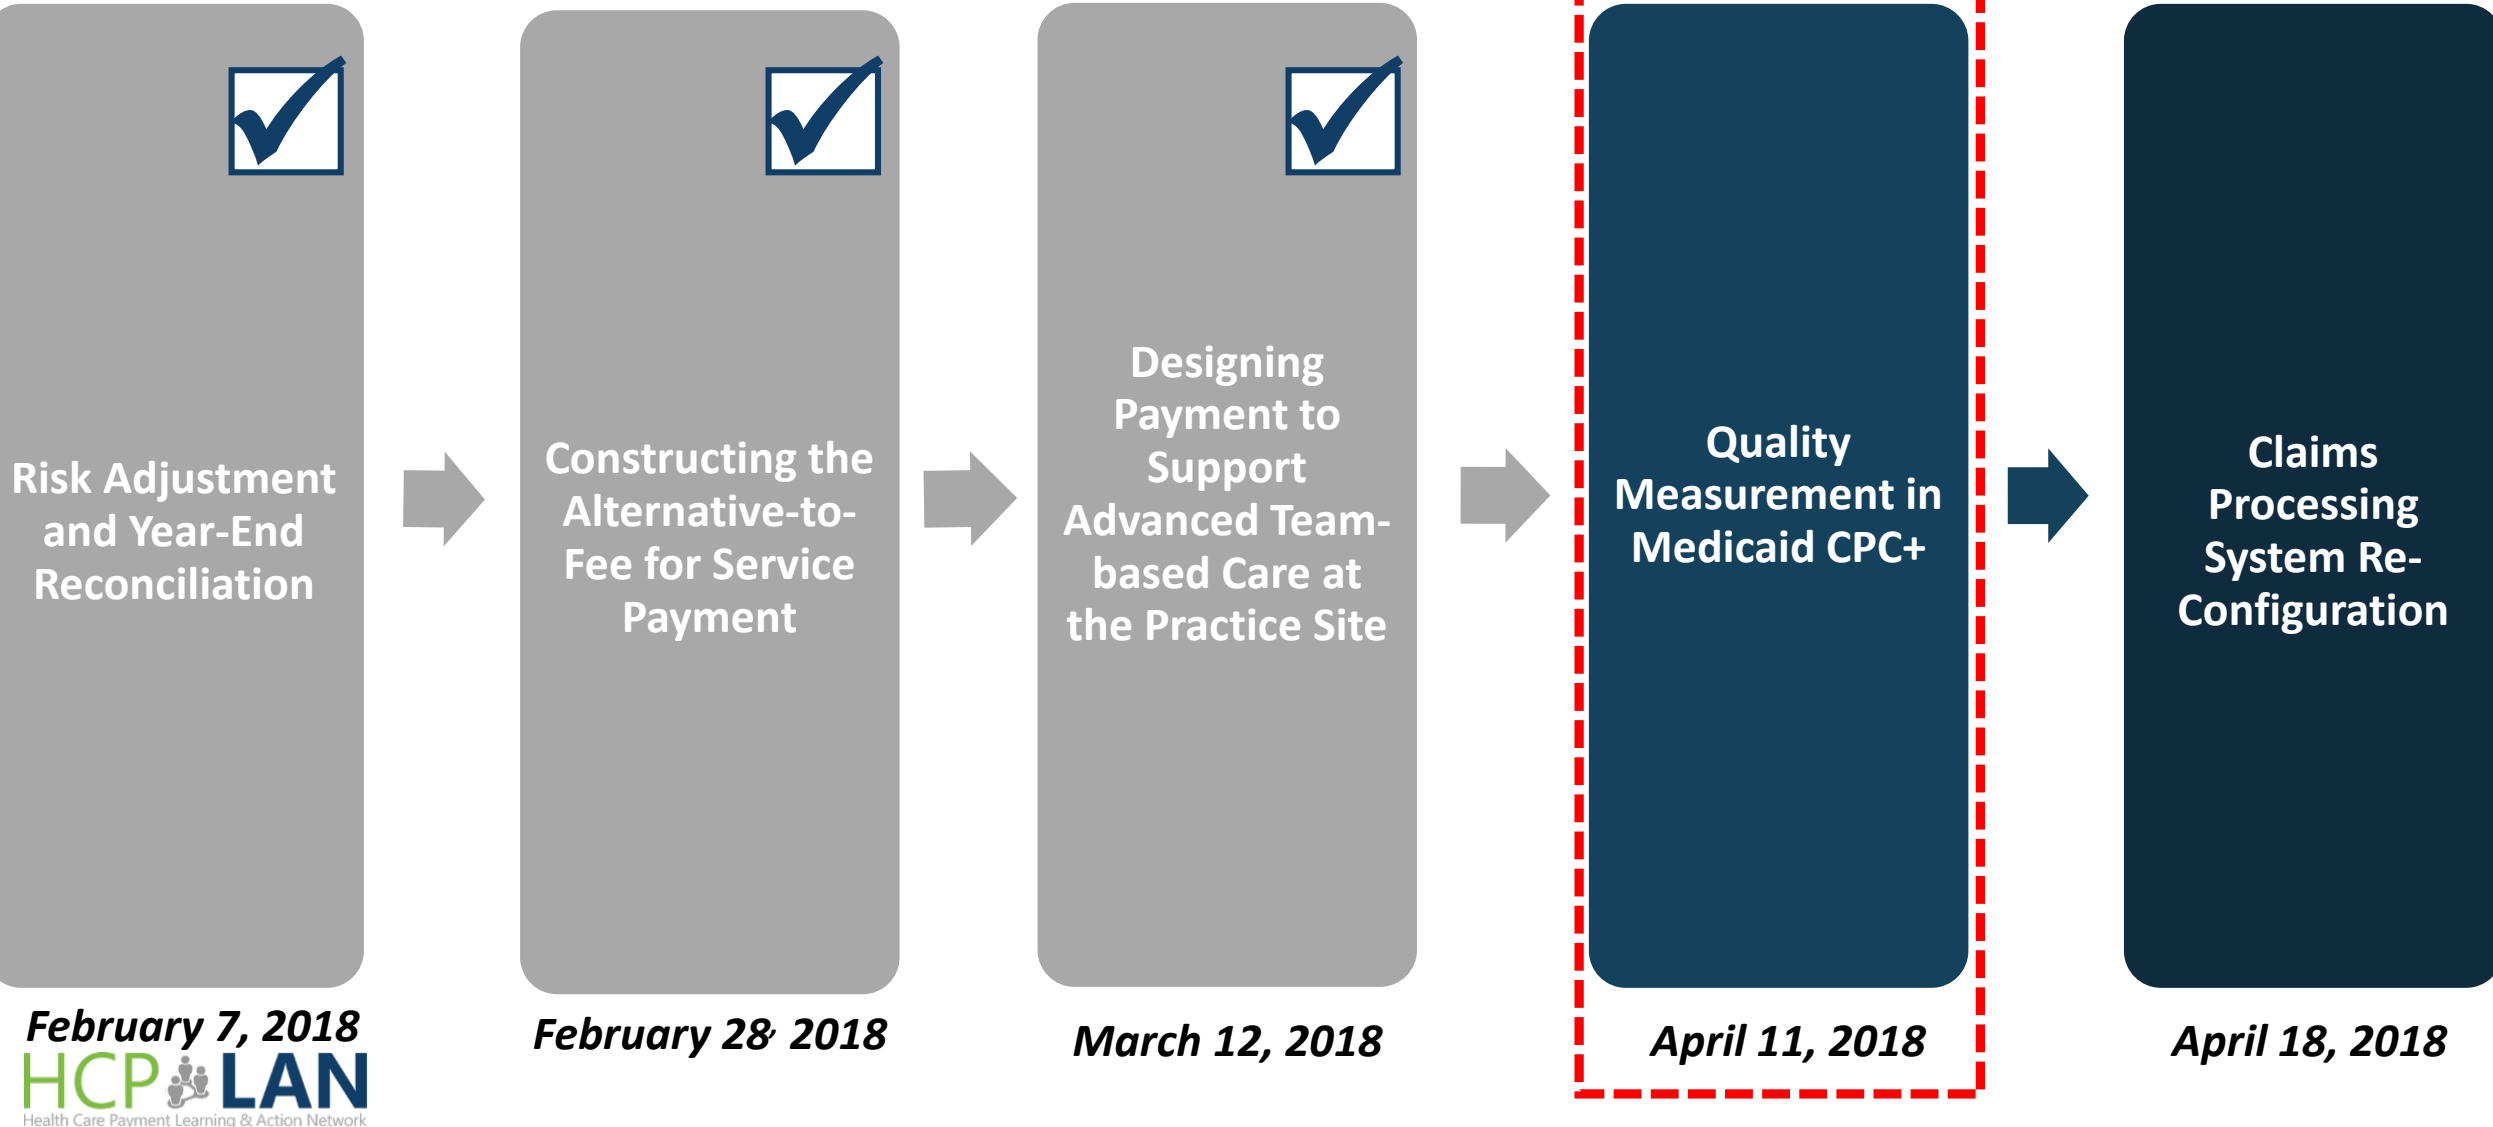 Risk Adjustment
and Year-End
Reconciliation
Constructing the
Alternative-to-
Fee for Service
Payment
Designing
Payment to
Support
Advanced Team-
based Care at
the Practice Site
Quality
Measurement in
Medicaid CPC+
Claims
Processing
System Re-
Configuration
February 7, 2018
February 28, 2018
March 12, 2018
April 11, 2018
April 18, 2018
HCP LAN
Health Care Payment Learning & Action Network